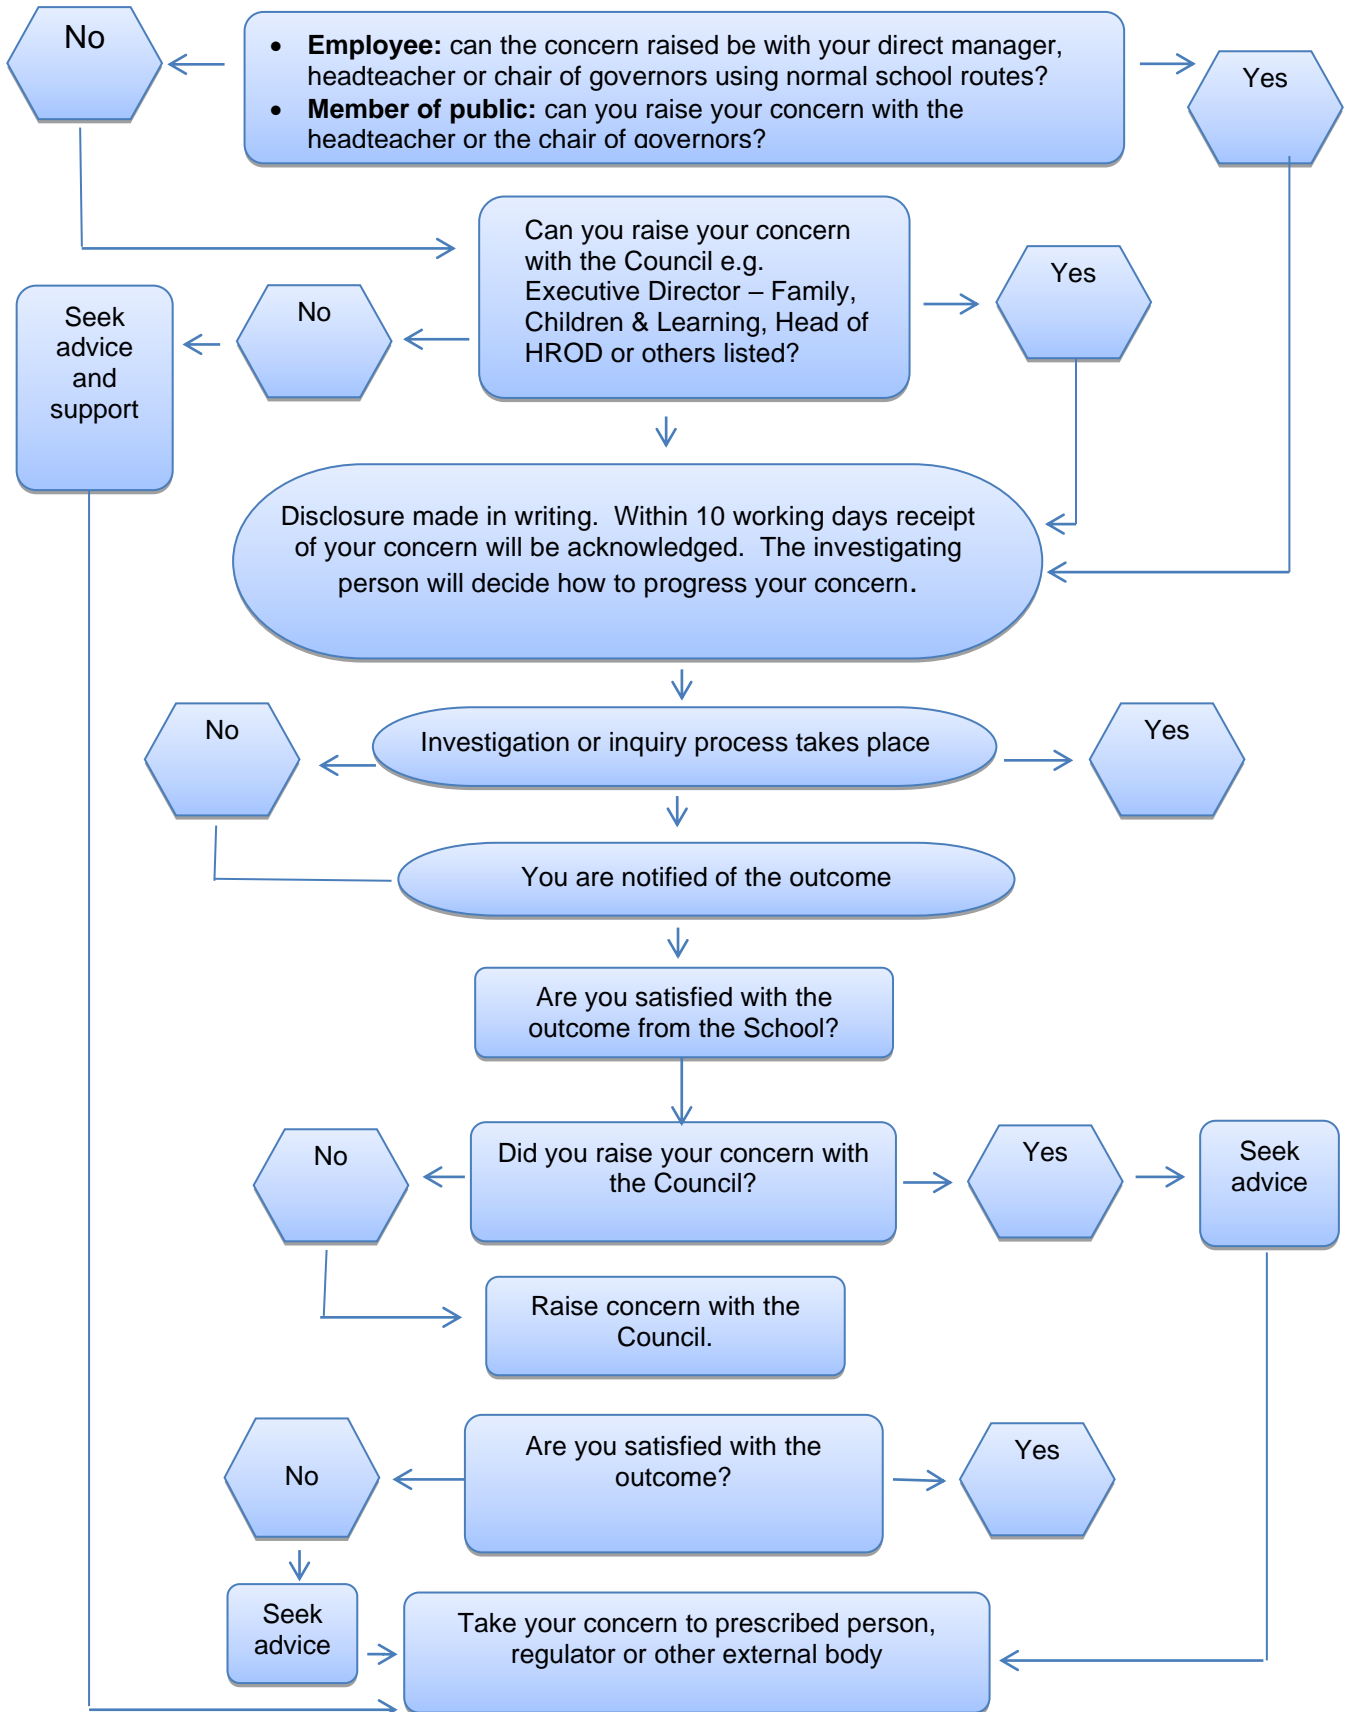 No
• Employee: can the concern raised be with your direct manager,
headteacher or chair of governors using normal school routes?
• Member of public: can you raise your concern with the
headteacher or the chair of governors?
Yes
Can you raise your concern
with the Council e.g.
Executive Director – Family,
Children & Learning, Head of
HROD or others listed?
Yes
No
Seek
advice
and
support
Disclosure made in writing.  Within 10 working days receipt
of your concern will be acknowledged.  The investigating
person will decide how to progress your concern.
No
Investigation or inquiry process takes place
Yes
You are notified of the outcome
Are you satisfied with the
outcome from the School?
No
Did you raise your concern with
the Council?
Yes
Seek
advice
Raise concern with the
Council.
No
Are you satisfied with the
outcome?
Yes
Seek
advice
Take your concern to prescribed person,
regulator or other external body